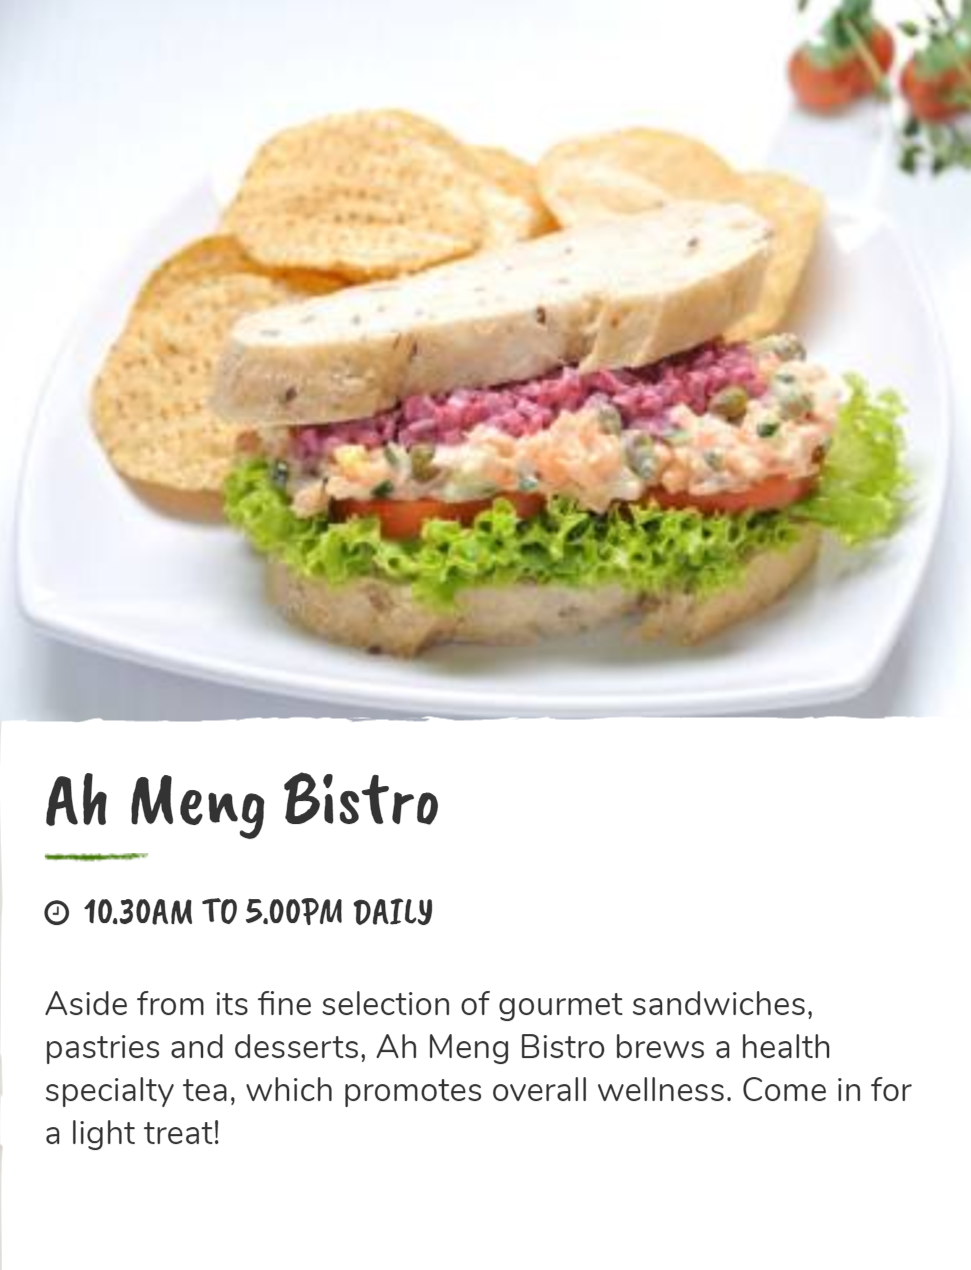 Ah Meng Bistro
10.30AM TO 5.00PM DAILY
Aside from its fine selection of gourmet sandwiches,
pastries and desserts, Ah Meng Bistro brews a health
specialty tea, which promotes overall wellness. Come in for
a light treat!